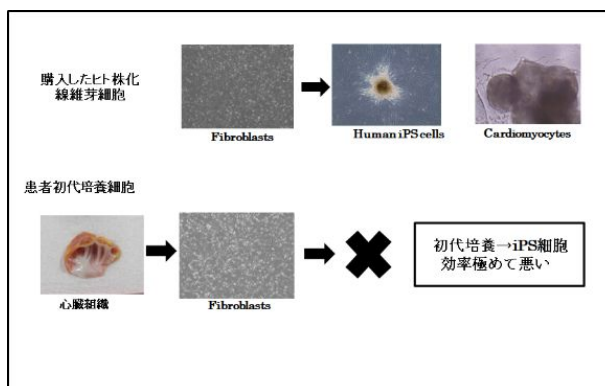 購入したヒト株化
線維芽細胞
Fibroblasts
Human iPS cells
Cardiomyocytes
患者初代培養細胞
心臓組織
Fibroblasts
初代培養→iPS細胞
効率極めて悪い